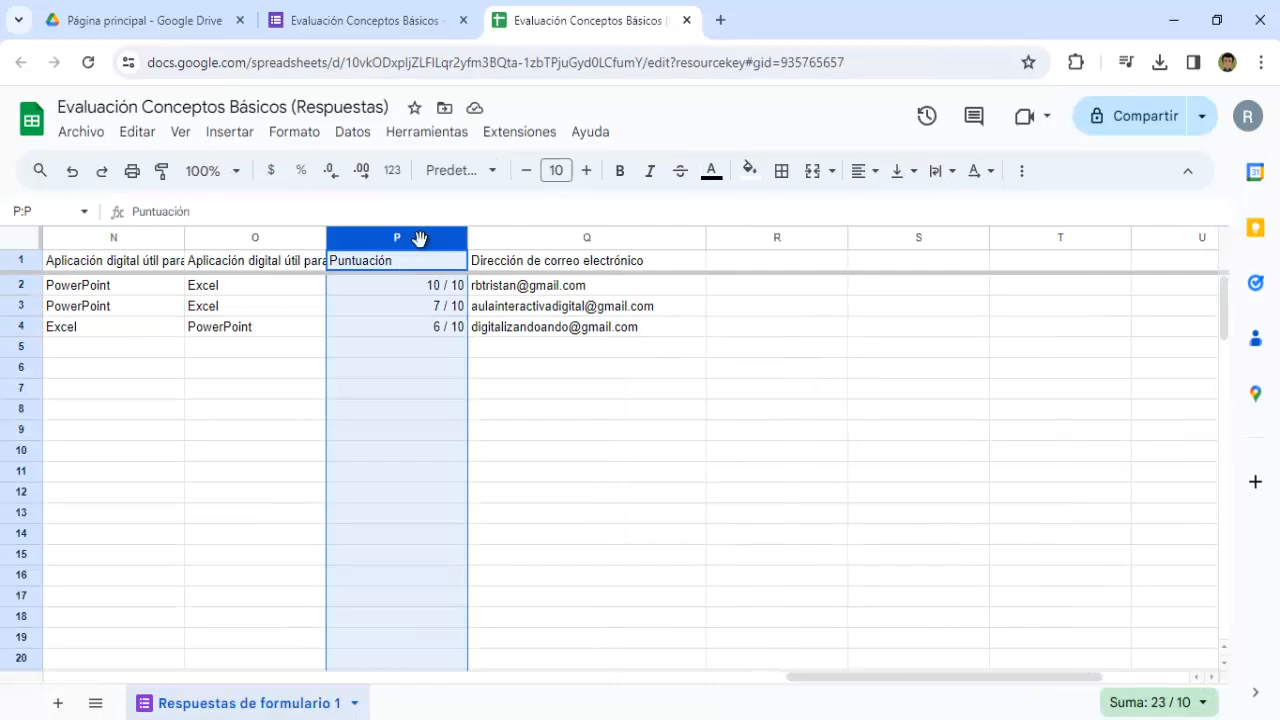 Página principal - Google Drive
Evaluación Conceptos Básicos -
Evaluación Conceptos Básicos (
docs.google.com/spreadsheets/d/10vkODxpljZLFlLqr2yfm3BQta-1zbTPjuGyd0LCfumY/edit?resourcekey#gid=935765657
Evaluación Conceptos Básicos (Respuestas)
Archivo Editar Ver Insertar Formato Datos Herramientas Extensiones Ayuda
Compartir R
100% $ % .0 .00 123 Predet... 10 B I A A
31
P:P fx Puntuación
N O P Q R S T U
1 Aplicación digital útil para Aplicación digital útil para Puntuación Dirección de correo electrónico
2 PowerPoint Excel 10 / 10 rbtristan@gmail.com
3 PowerPoint Excel 7 / 10 aulainteractivadigital@gmail.com
4 Excel PowerPoint 6 / 10 digitalizandoando@gmail.com
5
6
7
8
9
10
11
12
13
14
15
16
17
18
19
20
Respuestas de formulario 1
Suma: 23 / 10